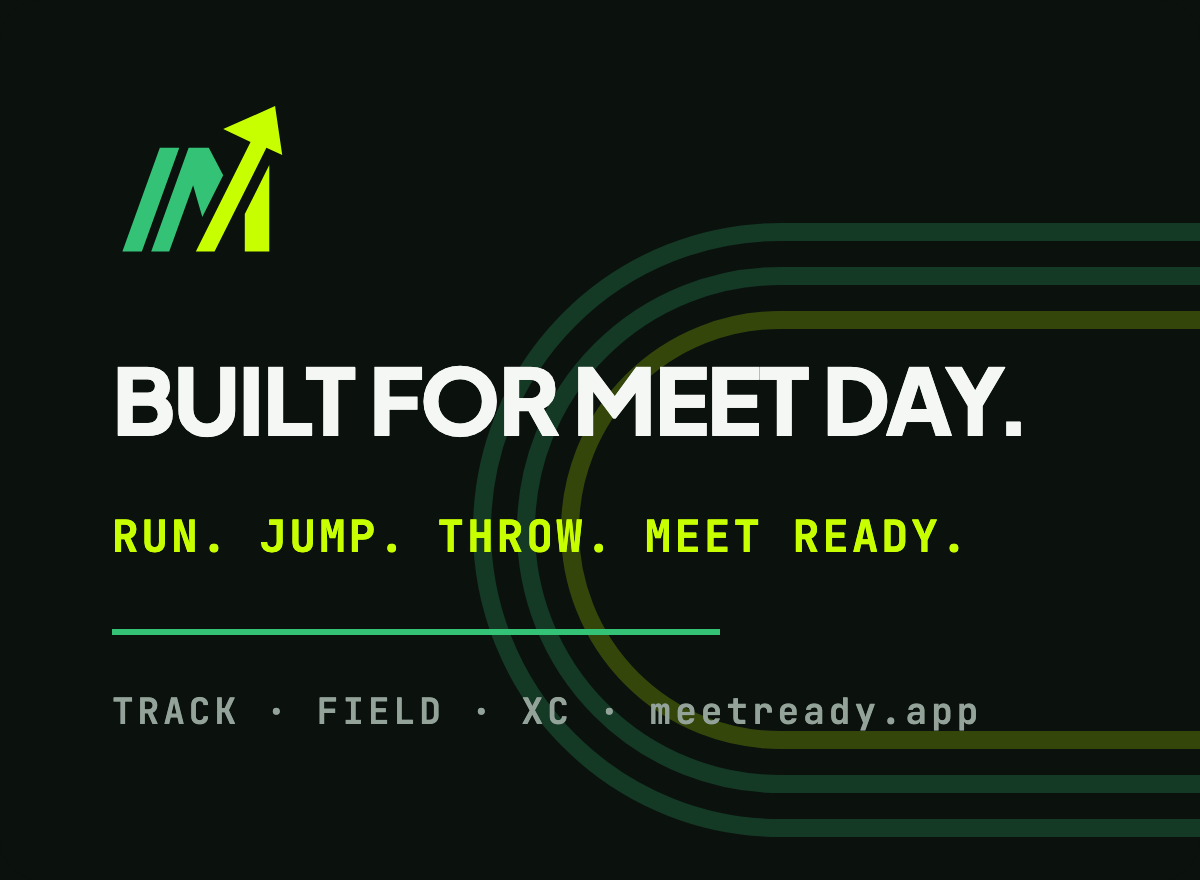 BUILT FOR MEET DAY.
RUN. JUMP. THROW. MEET READY.
TRACK · FIELD · XC · meetready.app